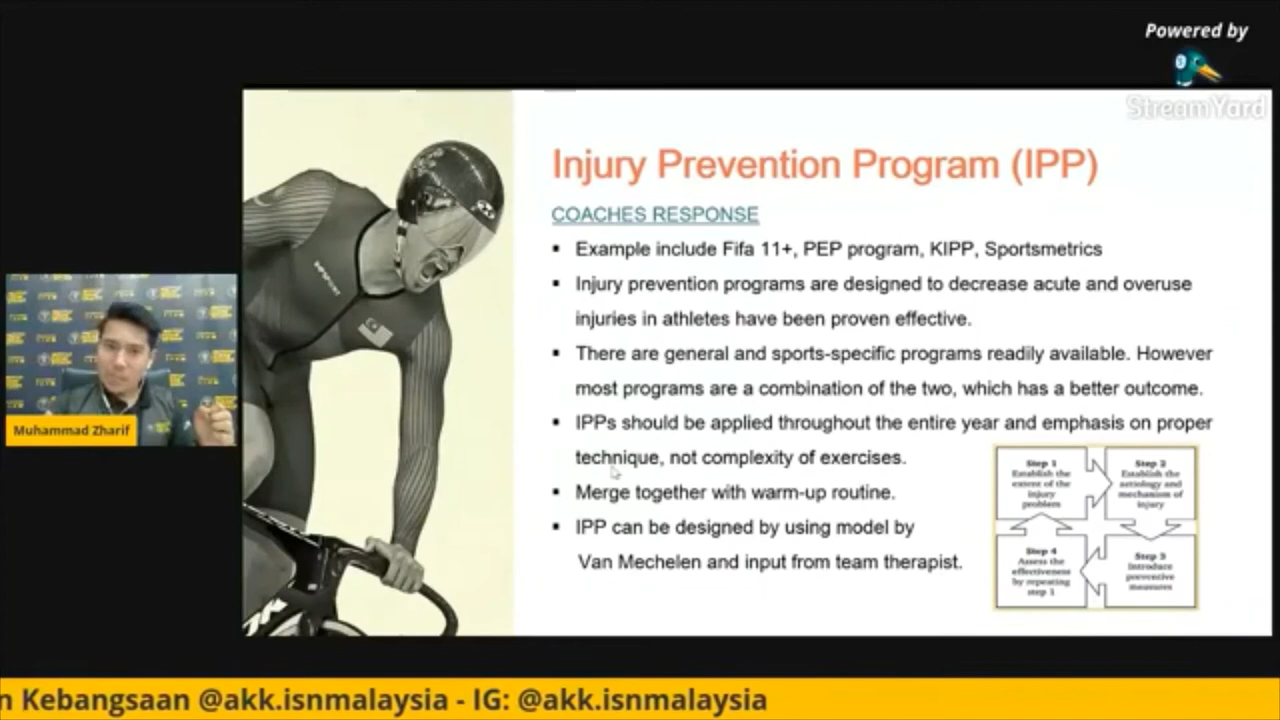 Powered by
StreamYard
Injury Prevention Program (IPP)
COACHES RESPONSE
▪ Example include Fifa 11+, PEP program, KIPP, Sportsmetrics
▪ Injury prevention programs are designed to decrease acute and overuse
injuries in athletes have been proven effective.
▪ There are general and sports-specific programs readily available. However
most programs are a combination of the two, which has a better outcome.
▪ IPPs should be applied throughout the entire year and emphasis on proper
technique, not complexity of exercises.
▪ Merge together with warm-up routine.
▪ IPP can be designed by using model by
Van Mechelen and input from team therapist.
Step 1
Establish the
extent of the
injury
problem
Step 2
Establish the
aetiology and
mechanism of
injury
Step 3
Introduce
preventive
measures
Step 4
Assess the
effectiveness
by repeating
step 1
Muhammad Zharif
n Kebangsaan @akk.isnmalaysia - IG: @akk.isnmalaysia